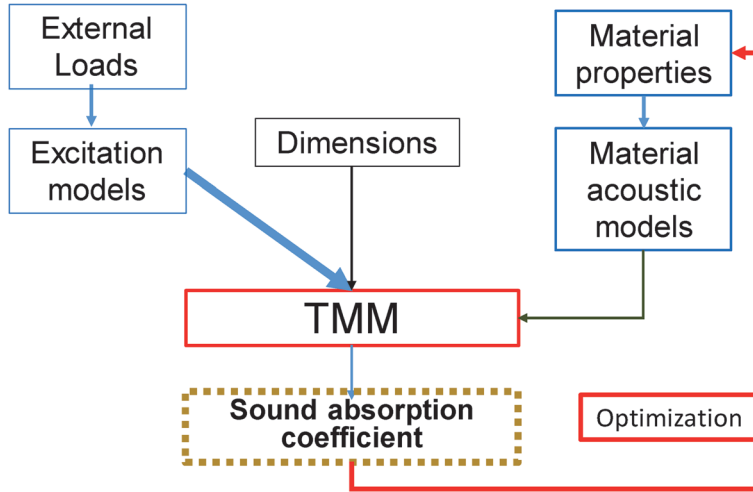 External
Loads
Material
properties
Excitation
models
Dimensions
Material
acoustic
models
TMM
Sound absorption
coefficient
Optimization